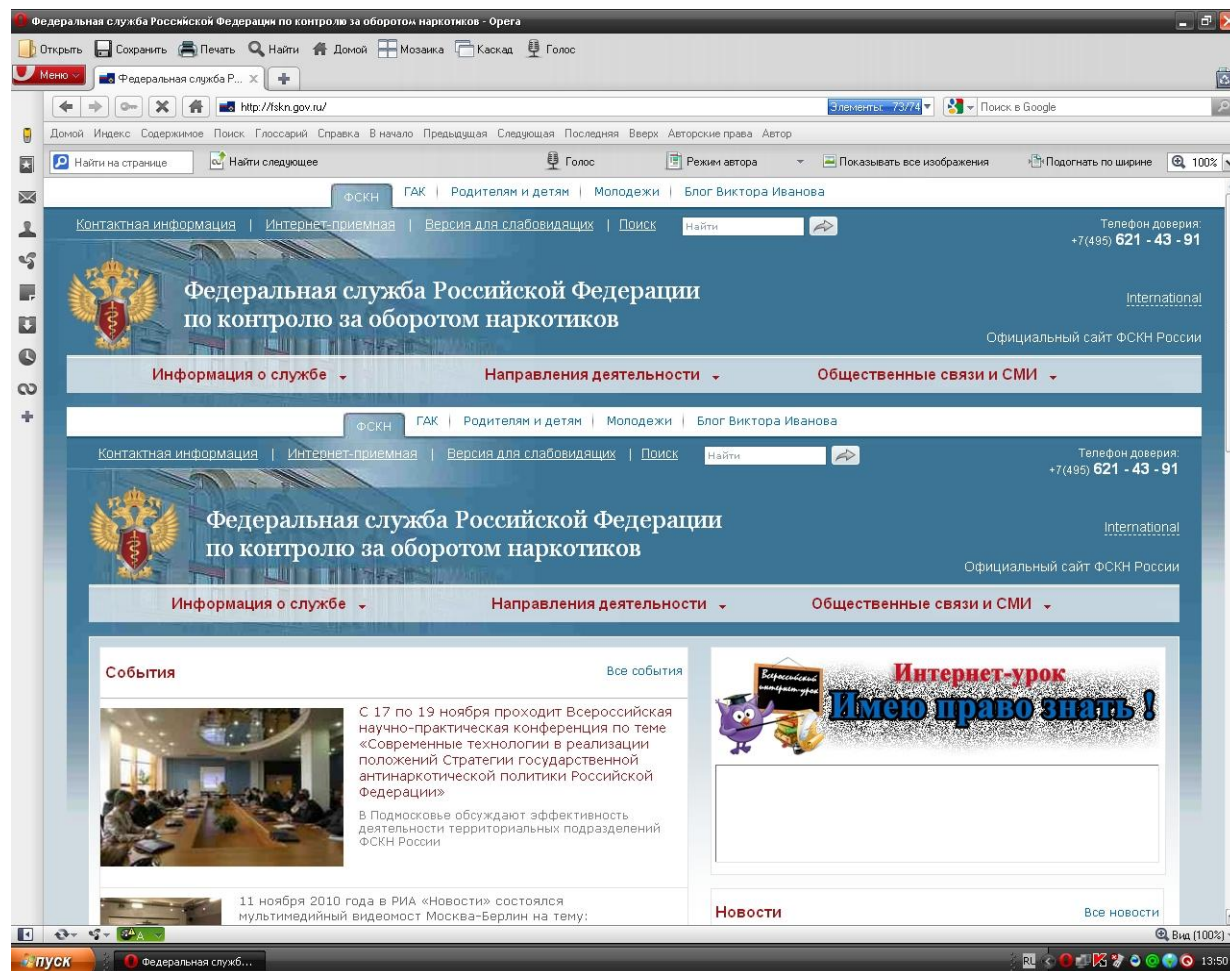 Федеральная служба Российской Федерации по контролю за оборотом наркотиков - Opera
Открыть Сохранить Печать Найти Домой Мозаика Каскад Голос
Меню Федеральная служба Р...
http://fskn.gov.ru/ Элементы: 73/74 Поиск в Google
Домой Индекс Содержимое Поиск Глоссарий Справка В начало Предыдущая Следующая Последняя Вверх Авторские права Автор
Найти на странице Найти следующее Голос Режим автора Показывать все изображения Подогнать по ширине 100%
ФСКН ГАК | Родителям и детям | Молодежи | Блог Виктора Иванова
Контактная информация | Интернет-приемная | Версия для слабовидящих | Поиск Найти Телефон доверия:
+7(495) 621 - 43 - 91
Федеральная служба Российской Федерации
по контролю за оборотом наркотиков
International
Официальный сайт ФСКН России
Информация о службе Направления деятельности Общественные связи и СМИ
ФСКН ГАК | Родителям и детям | Молодежи | Блог Виктора Иванова
Контактная информация | Интернет-приемная | Версия для слабовидящих | Поиск Найти Телефон доверия:
+7(495) 621 - 43 - 91
Федеральная служба Российской Федерации
по контролю за оборотом наркотиков
International
Официальный сайт ФСКН России
Информация о службе Направления деятельности Общественные связи и СМИ
События Все события
С 17 по 19 ноября проходит Всероссийская
научно-практическая конференция по теме
«Современные технологии в реализации
положений Стратегии государственной
антинаркотической политики Российской
Федерации»
В Подмосковье обсуждают эффективность
деятельности территориальных подразделений
ФСКН России
11 ноября 2010 года в РИА «Новости» состоялся
мультимедийный видеомост Москва-Берлин на тему:
Всероссийский
интернет-урок
Интернет-урок
Имею право знать !
Новости Все новости
Вид (100%)
пуск Федеральная служб... RL 13:50